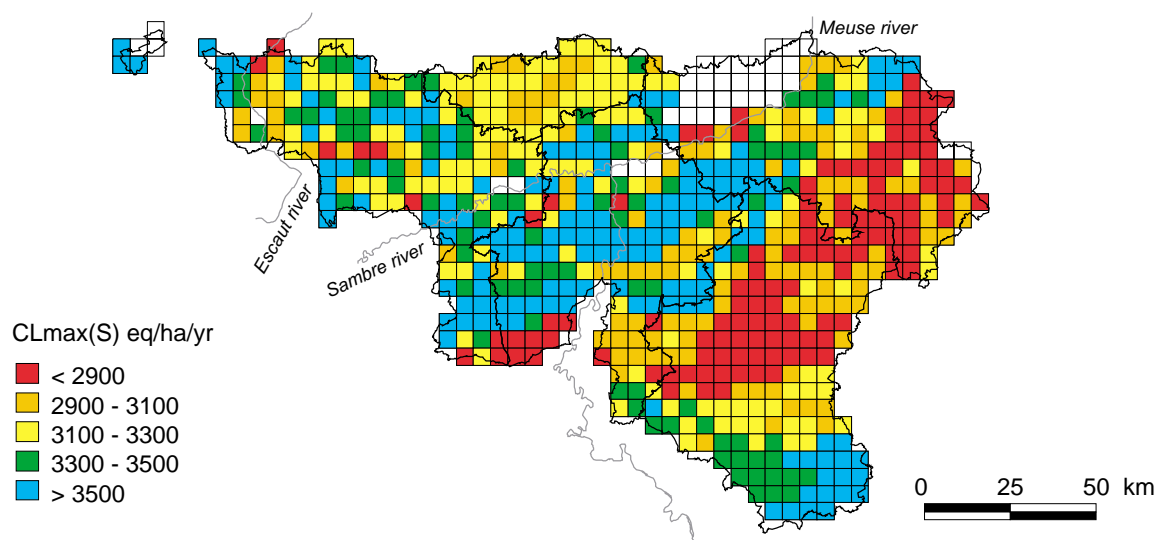 Meuse river
Escaut river
Sambre river
CLmax(S) eq/ha/yr
< 2900
2900 - 3100
3100 - 3300
3300 - 3500
> 3500
0 25 50 km